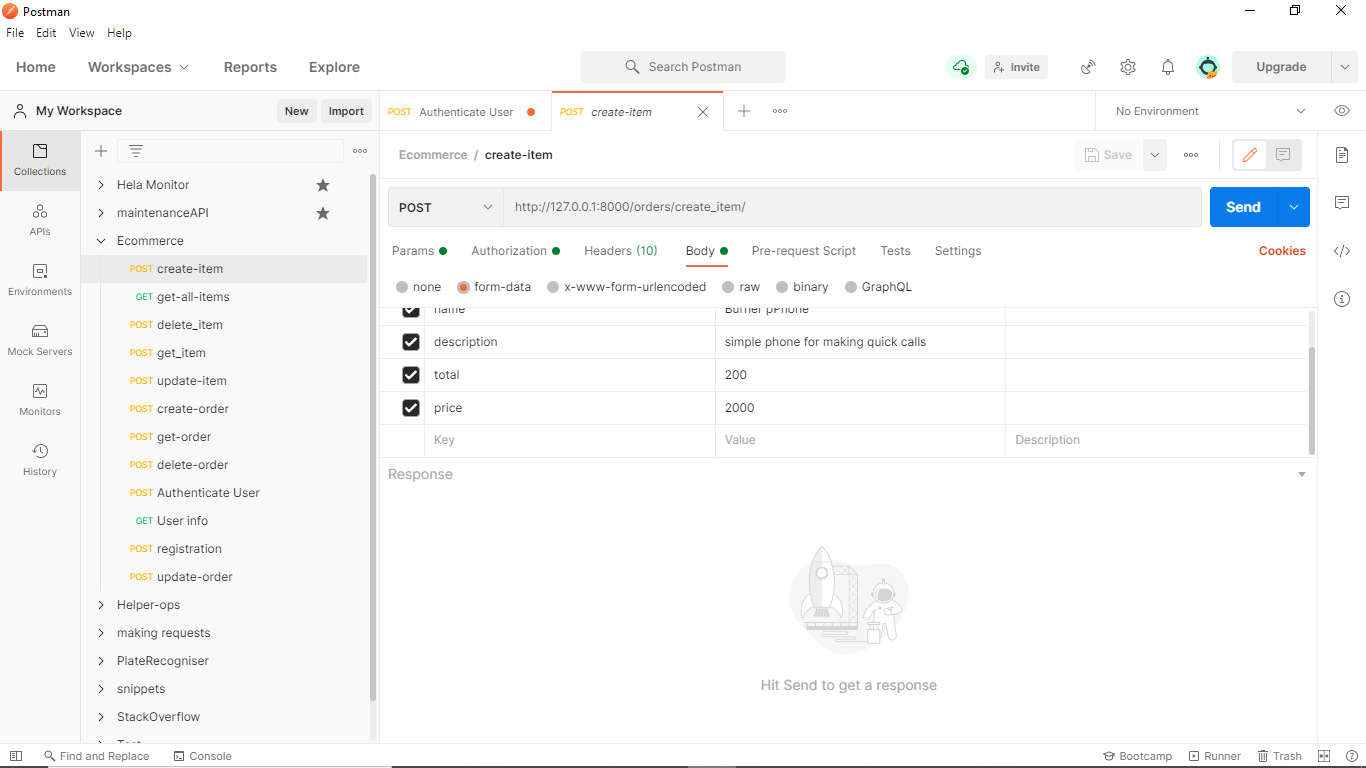 Postman
File Edit View Help
Home Workspaces Reports Explore Search Postman Invite Upgrade
My Workspace New Import
POST Authenticate User POST create-item No Environment
Ecommerce / create-item Save
POST http://127.0.0.1:8000/orders/create_item/ Send
Params Authorization Headers (10) Body Pre-request Script Tests Settings Cookies
none form-data x-www-form-urlencoded raw binary GraphQL
name Burner pPhone
description simple phone for making quick calls
total 200
price 2000
Key Value Description
Response
Hit Send to get a response
Collections
APIs
Environments
Mock Servers
Monitors
History
Hela Monitor
maintenanceAPI
Ecommerce
POST create-item
GET get-all-items
POST delete_item
POST get_item
POST update-item
POST create-order
POST get-order
POST delete-order
POST Authenticate User
GET User info
POST registration
POST update-order
Helper-ops
making requests
PlateRecogniser
snippets
StackOverflow
Find and Replace Console Bootcamp Runner Trash